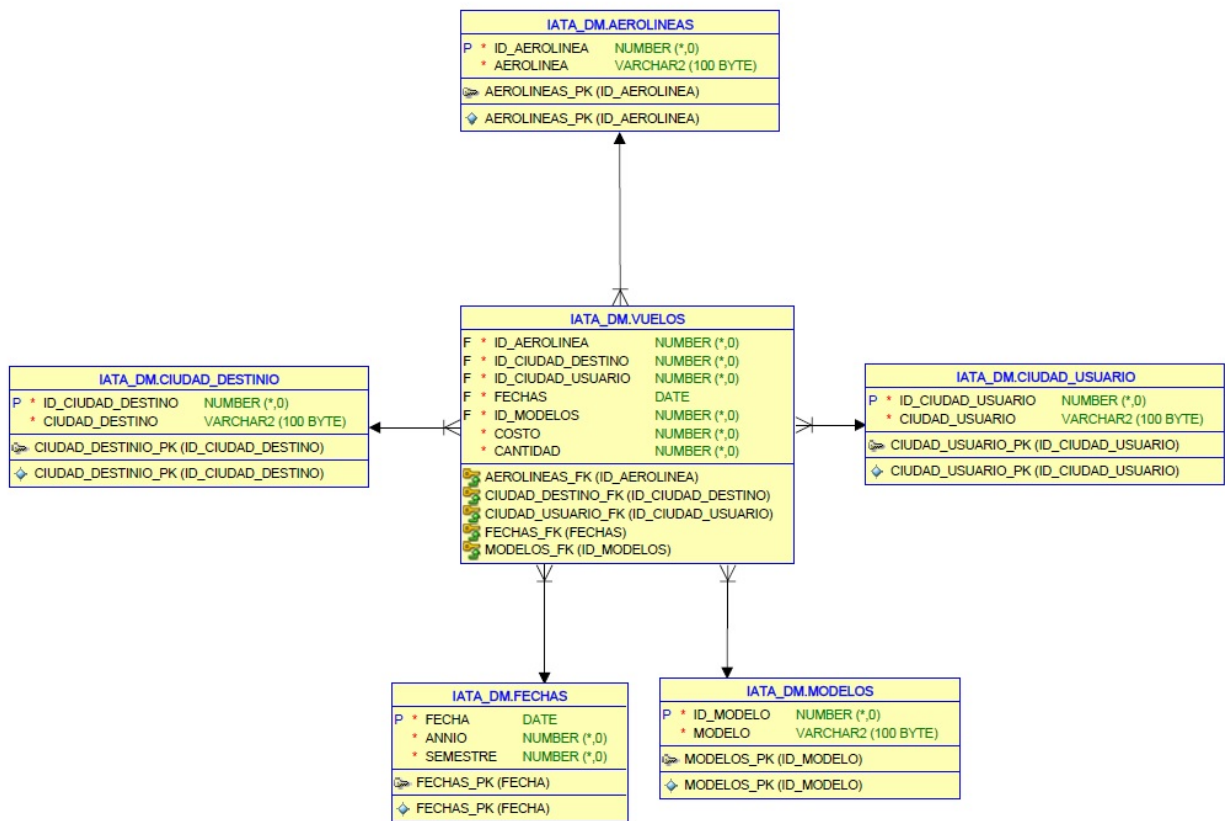 IATA_DM.AEROLINEAS
P * ID_AEROLINEA NUMBER (*,0)
* AEROLINEA VARCHAR2 (100 BYTE)
AEROLINEAS_PK (ID_AEROLINEA)
AEROLINEAS_PK (ID_AEROLINEA)
IATA_DM.VUELOS
F * ID_AEROLINEA NUMBER (*,0)
F * ID_CIUDAD_DESTINO NUMBER (*,0)
F * ID_CIUDAD_USUARIO NUMBER (*,0)
F * FECHAS DATE
F * ID_MODELOS NUMBER (*,0)
* COSTO NUMBER (*,0)
* CANTIDAD NUMBER (*,0)
AEROLINEAS_FK (ID_AEROLINEA)
CIUDAD_DESTINO_FK (ID_CIUDAD_DESTINO)
CIUDAD_USUARIO_FK (ID_CIUDAD_USUARIO)
FECHAS_FK (FECHAS)
MODELOS_FK (ID_MODELOS)
IATA_DM.CIUDAD_DESTINIO
P * ID_CIUDAD_DESTINO NUMBER (*,0)
* CIUDAD_DESTINO VARCHAR2 (100 BYTE)
CIUDAD_DESTINIO_PK (ID_CIUDAD_DESTINO)
CIUDAD_DESTINIO_PK (ID_CIUDAD_DESTINO)
IATA_DM.CIUDAD_USUARIO
P * ID_CIUDAD_USUARIO NUMBER (*,0)
* CIUDAD_USUARIO VARCHAR2 (100 BYTE)
CIUDAD_USUARIO_PK (ID_CIUDAD_USUARIO)
CIUDAD_USUARIO_PK (ID_CIUDAD_USUARIO)
IATA_DM.FECHAS
P * FECHA DATE
* ANNIO NUMBER (*,0)
* SEMESTRE NUMBER (*,0)
FECHAS_PK (FECHA)
FECHAS_PK (FECHA)
IATA_DM.MODELOS
P * ID_MODELO NUMBER (*,0)
* MODELO VARCHAR2 (100 BYTE)
MODELOS_PK (ID_MODELO)
MODELOS_PK (ID_MODELO)